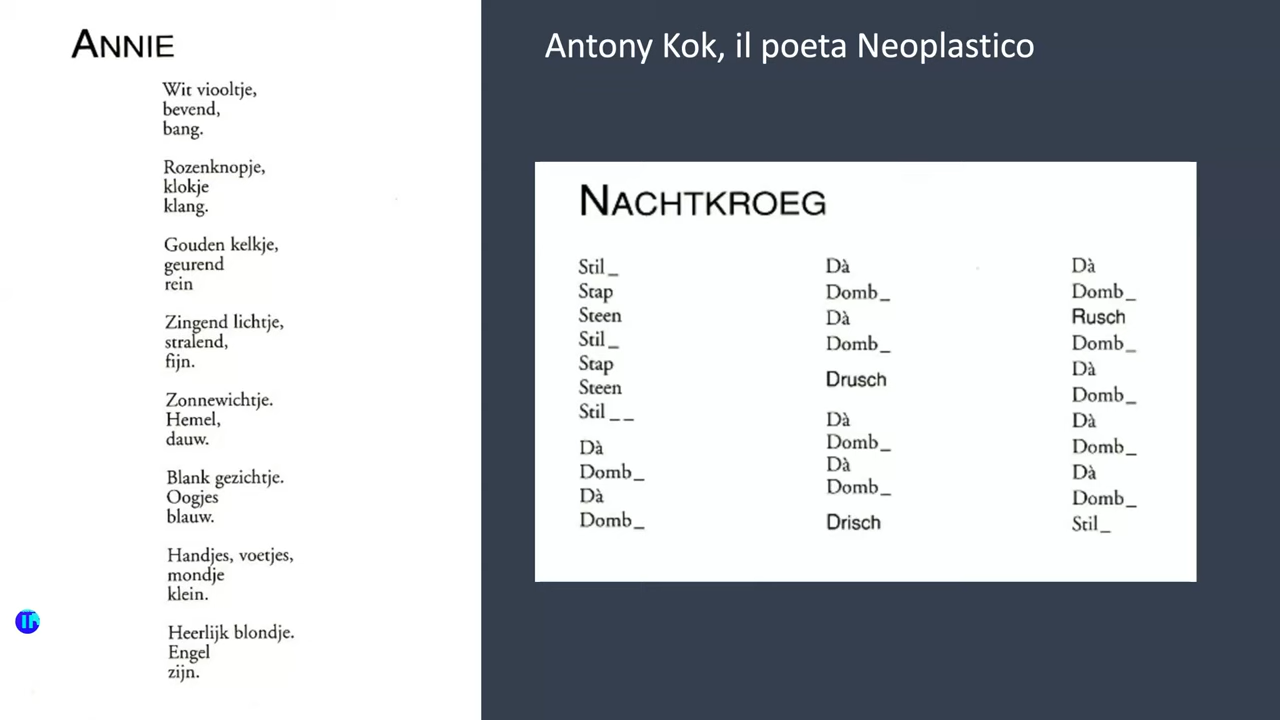 ANNIE
Wit viooltje,
bevend,
bang.
Rozenknopje,
klokje
klang.
Gouden kelkje,
geurend
rein
Zingend lichtje,
stralend,
fijn.
Zonnewichtje.
Hemel,
dauw.
Blank gezichtje.
Oogjes
blauw.
Handjes, voetjes,
mondje
klein.
Heerlijk blondje.
Engel
zijn.
Antony Kok, il poeta Neoplastico
NACHTKROEG
Stil_
Stap
Steen
Stil_
Stap
Steen
Stil_ _
Dà
Domb_
Dà
Domb_
Dà
Domb_
Dà
Domb_
Drusch
Dà
Domb_
Dà
Domb_
Drisch
Dà
Domb_
Rusch
Domb_
Dà
Domb_
Dà
Domb_
Dà
Domb_
Stil_